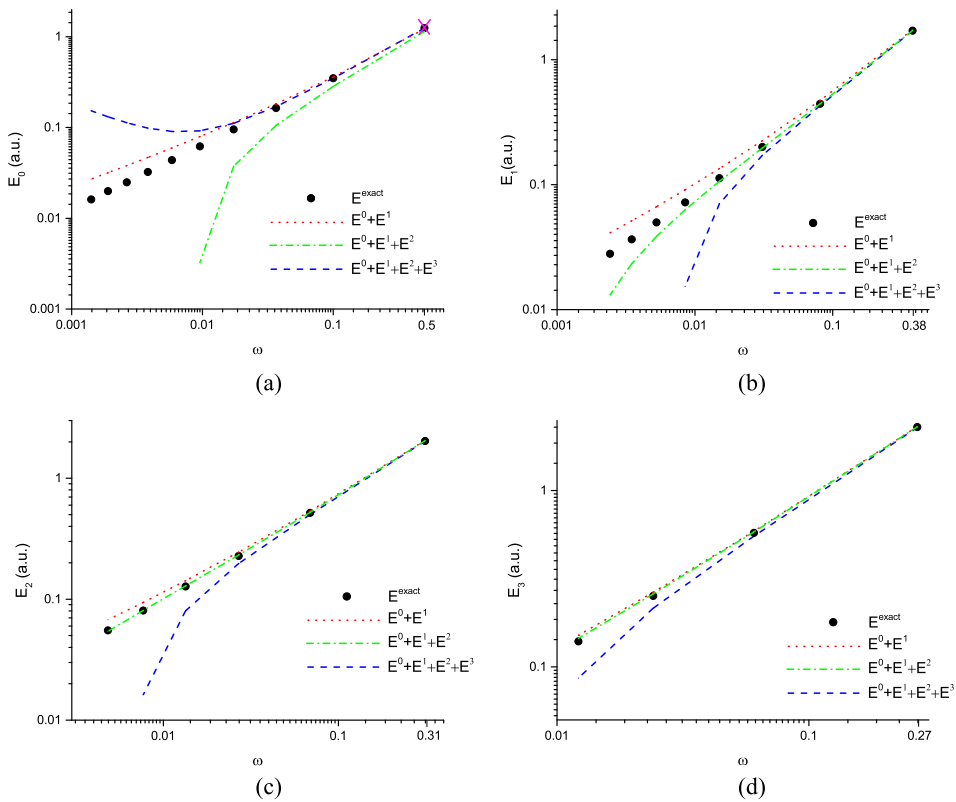 1
0.1
0.01
0.001
E₀ (a.u.)
0.001
0.01
0.1
0.5
ω
E^exact
E⁰+E¹
E⁰+E¹+E²
E⁰+E¹+E²+E³
(a)
1
0.1
0.01
E₁(a.u.)
0.001
0.01
0.1
0.38
ω
E^exact
E⁰+E¹
E⁰+E¹+E²
E⁰+E¹+E²+E³
(b)
1
0.1
0.01
E₂ (a.u.)
0.01
0.1
0.31
ω
E^exact
E⁰+E¹
E⁰+E¹+E²
E⁰+E¹+E²+E³
(c)
1
0.1
E₃ (a.u.)
0.01
0.1
0.27
ω
E^exact
E⁰+E¹
E⁰+E¹+E²
E⁰+E¹+E²+E³
(d)